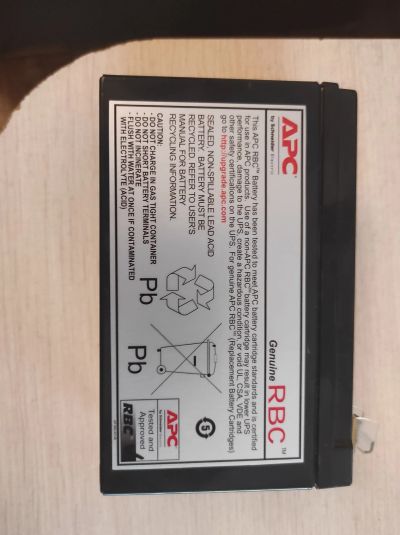 APC
by Schneider Electric
Genuine RBC™
This APC RBC™ Battery has been tested to meet APC battery cartridge standards and is certified
for use in APC products. Use of a non-APC RBC™ battery cartridge may result in lower UPS
performance, damage to the UPS, create a hazardous condition, or void UL, CSA, VDE and
other safety certifications on the UPS. For genuine APC RBC™ (Replacement Battery Cartridges)
go to http://upgrade.apc.com
SEALED, NON-SPILLABLE LEAD ACID
BATTERY. BATTERY MUST BE
RECYCLED. REFER TO USER'S
MANUAL FOR BATTERY
RECYCLING INFORMATION.
CAUTION:
- DO NOT CHARGE IN GAS TIGHT CONTAINER
- DO NOT SHORT BATTERY TERMINALS
- DO NOT INCINERATE
- FLUSH WITH WATER AT ONCE IF CONTAMINATED
WITH ELECTROLYTE (ACID)
Pb
Pb
5
APC
by Schneider Electric
Tested and
Approved
RBC